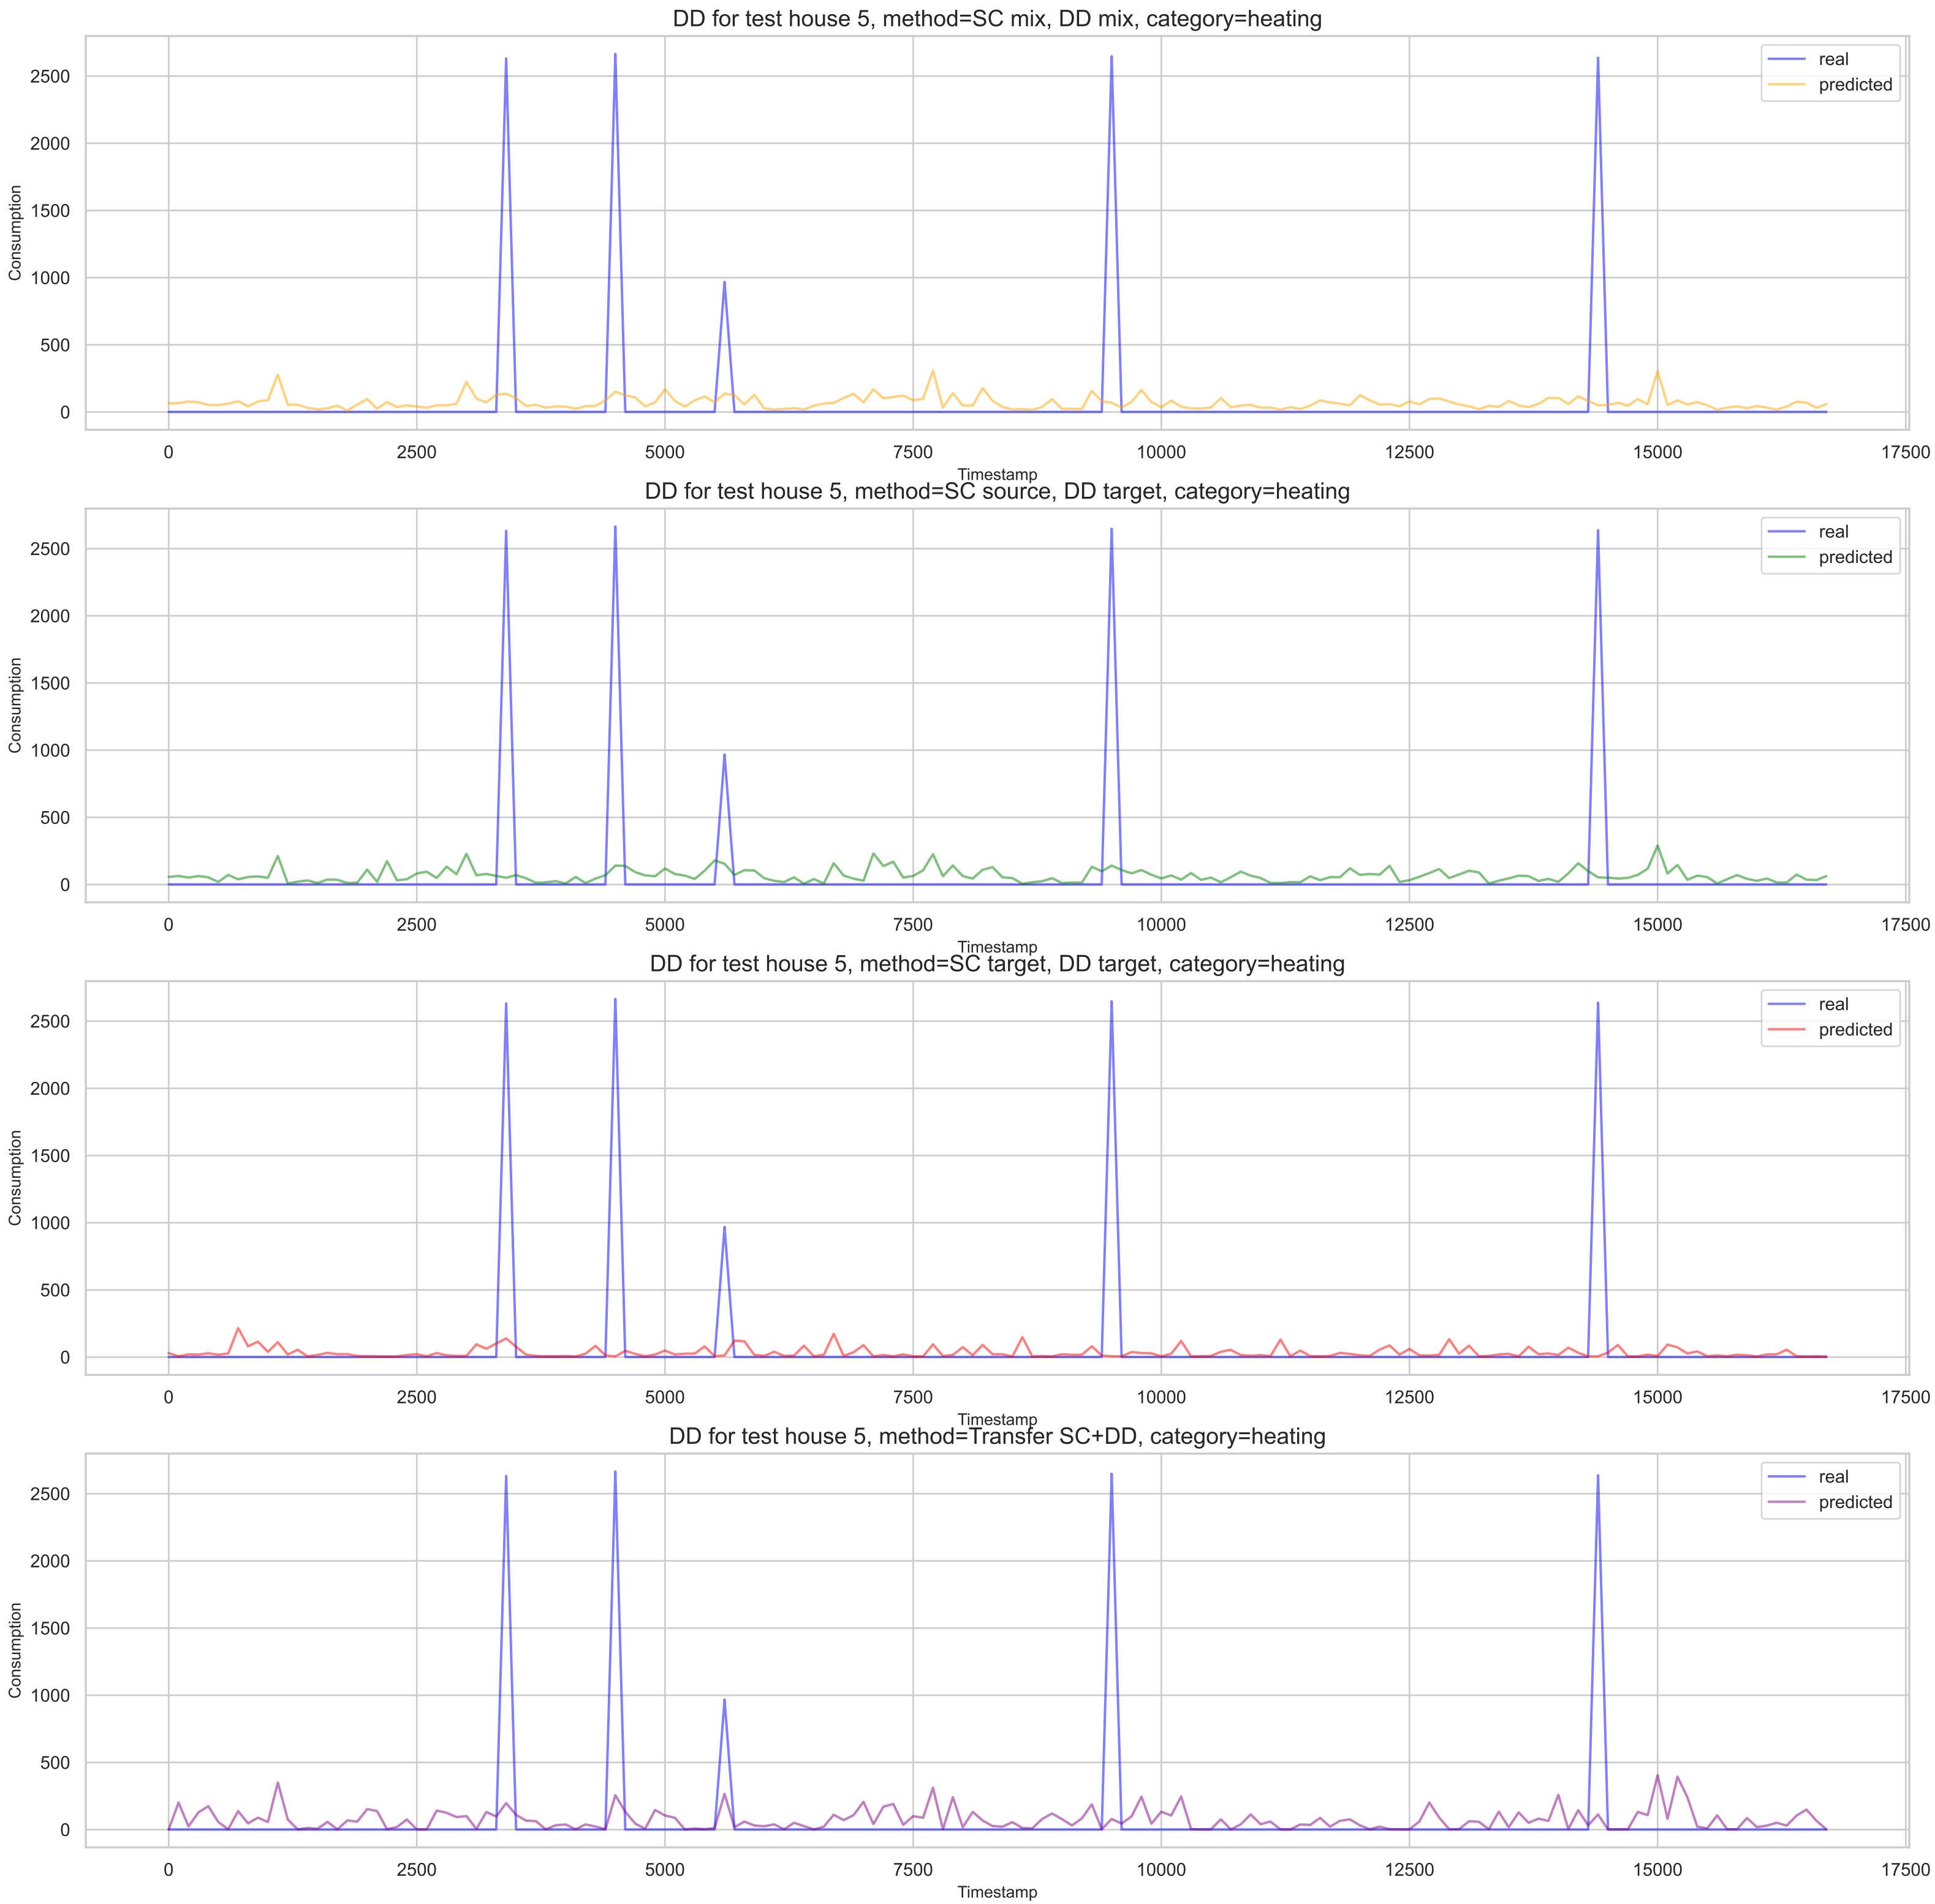 DD for test house 5, method=SC mix, DD mix, category=heating
real
predicted
2500
2000
1500
1000
500
0
Consumption
0 2500 5000 7500 10000 12500 15000 17500
Timestamp
DD for test house 5, method=SC source, DD target, category=heating
real
predicted
2500
2000
1500
1000
500
0
Consumption
0 2500 5000 7500 10000 12500 15000 17500
Timestamp
DD for test house 5, method=SC target, DD target, category=heating
real
predicted
2500
2000
1500
1000
500
0
Consumption
0 2500 5000 7500 10000 12500 15000 17500
Timestamp
DD for test house 5, method=Transfer SC+DD, category=heating
real
predicted
2500
2000
1500
1000
500
0
Consumption
0 2500 5000 7500 10000 12500 15000 17500
Timestamp